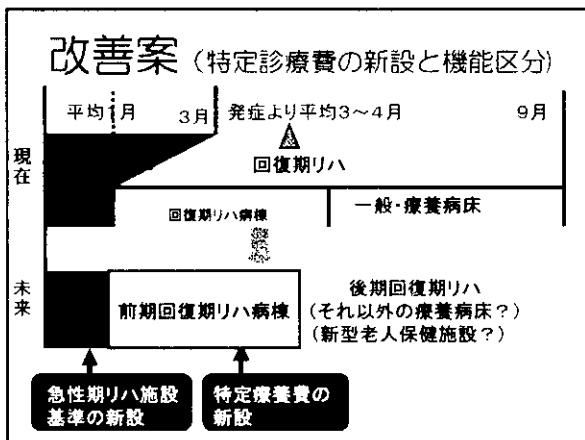 改善案（特定診療費の新設と機能区分）
平均1月
3月
発症より平均3～4月
9月
現在
回復期リハ
回復期リハ病棟
一般・療養病床
未来
前期回復期リハ病棟
後期回復期リハ
（それ以外の療養病床？）
（新型老人保健施設？）
急性期リハ施設
基準の新設
特定療養費の
新設